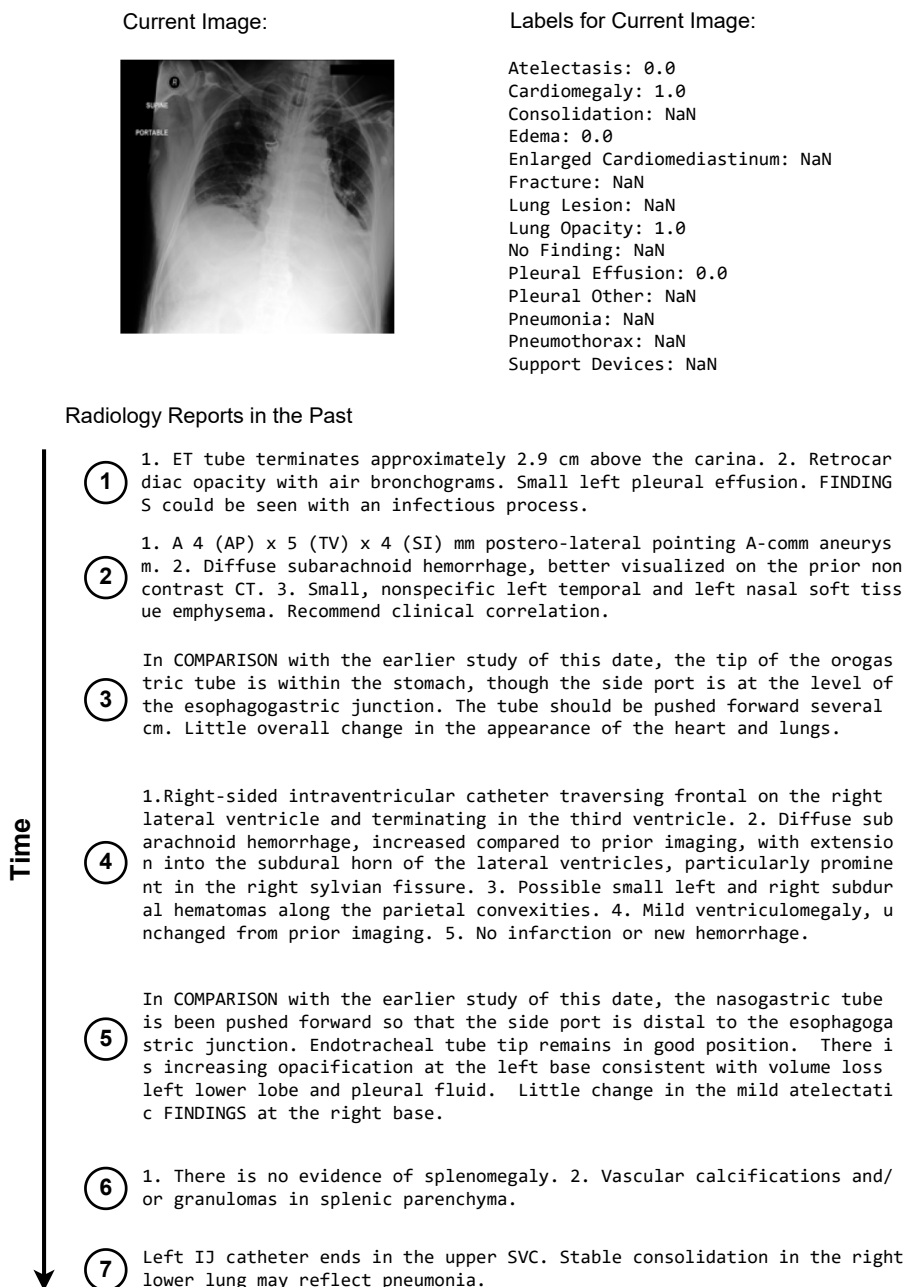 Current Image:
Labels for Current Image:
R
SUPINE
PORTABLE
Atelectasis: 0.0
Cardiomegaly: 1.0
Consolidation: NaN
Edema: 0.0
Enlarged Cardiomediastinum: NaN
Fracture: NaN
Lung Lesion: NaN
Lung Opacity: 1.0
No Finding: NaN
Pleural Effusion: 0.0
Pleural Other: NaN
Pneumonia: NaN
Pneumothorax: NaN
Support Devices: NaN
Radiology Reports in the Past
Time
1
1. ET tube terminates approximately 2.9 cm above the carina. 2. Retrocar
diac opacity with air bronchograms. Small left pleural effusion. FINDING
S could be seen with an infectious process.
2
1. A 4 (AP) x 5 (TV) x 4 (SI) mm postero-lateral pointing A-comm aneurys
m. 2. Diffuse subarachnoid hemorrhage, better visualized on the prior non
contrast CT. 3. Small, nonspecific left temporal and left nasal soft tiss
ue emphysema. Recommend clinical correlation.
3
In COMPARISON with the earlier study of this date, the tip of the orogas
tric tube is within the stomach, though the side port is at the level of
the esophagogastric junction. The tube should be pushed forward several
cm. Little overall change in the appearance of the heart and lungs.
4
1.Right-sided intraventricular catheter traversing frontal on the right
lateral ventricle and terminating in the third ventricle. 2. Diffuse sub
arachnoid hemorrhage, increased compared to prior imaging, with extensio
n into the subdural horn of the lateral ventricles, particularly promine
nt in the right sylvian fissure. 3. Possible small left and right subdur
al hematomas along the parietal convexities. 4. Mild ventriculomegaly, u
nchanged from prior imaging. 5. No infarction or new hemorrhage.
5
In COMPARISON with the earlier study of this date, the nasogastric tube
is been pushed forward so that the side port is distal to the esophagoga
stric junction. Endotracheal tube tip remains in good position.  There i
s increasing opacification at the left base consistent with volume loss
left lower lobe and pleural fluid.  Little change in the mild atelectati
c FINDINGS at the right base.
6
1. There is no evidence of splenomegaly. 2. Vascular calcifications and/
or granulomas in splenic parenchyma.
7
Left IJ catheter ends in the upper SVC. Stable consolidation in the right
lower lung may reflect pneumonia.